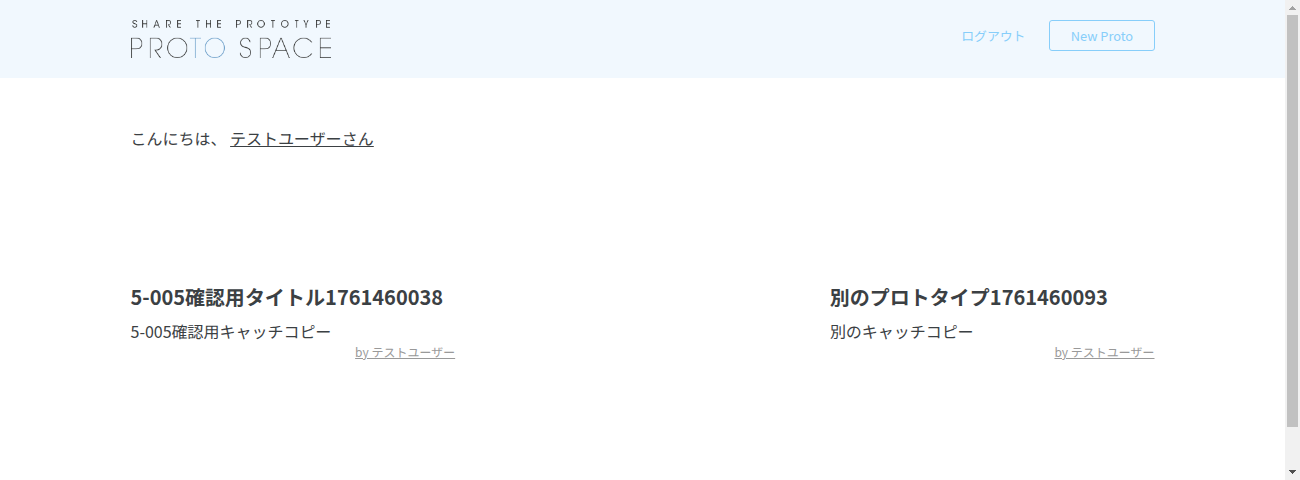 SHARE THE PROTOTYPE
PROTO SPACE
ログアウト
New Proto
こんにちは、 テストユーザーさん
5-005確認用タイトル1761460038
5-005確認用キャッチコピー
by テストユーザー
別のプロトタイプ1761460093
別のキャッチコピー
by テストユーザー